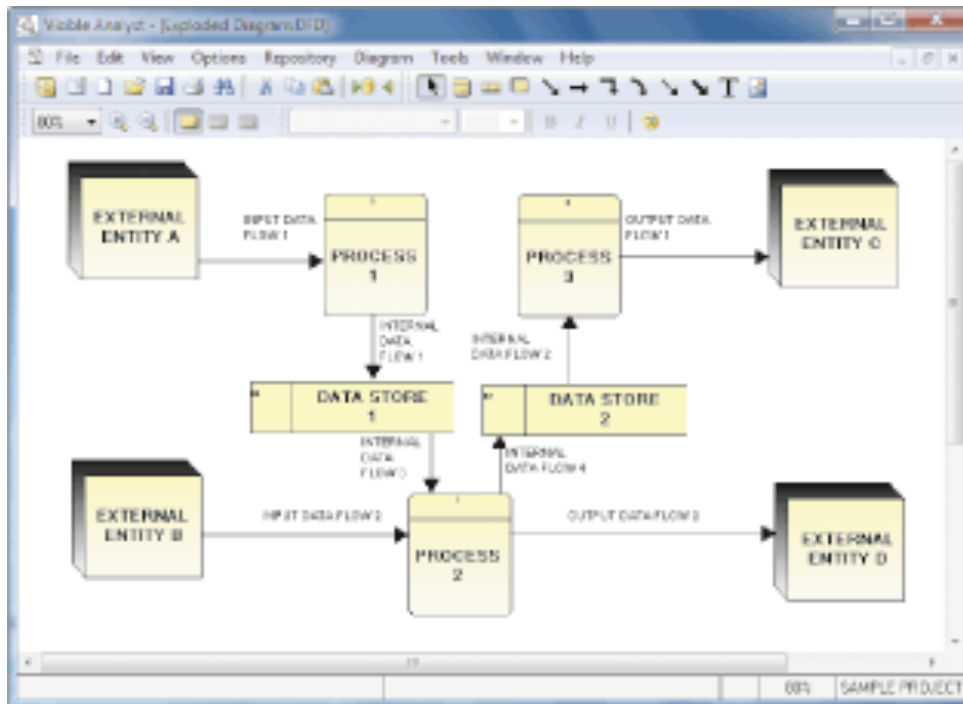 Visible Analyst - [Exploded Diagram.DFD]
File Edit View Options Repository Diagram Tools Window Help
80%
B I U
EXTERNAL
ENTITY A
INPUT DATA
FLOW 1
PROCESS
1
PROCESS
3
OUTPUT DATA
FLOW 1
EXTERNAL
ENTITY C
INTERNAL
DATA
FLOW 1
INTERNAL
DATA FLOW 2
DATA STORE
1
DATA STORE
2
INTERNAL
DATA
FLOW 3
INTERNAL
DATA FLOW 4
EXTERNAL
ENTITY B
INPUT DATA FLOW 2
PROCESS
2
OUTPUT DATA FLOW
EXTERNAL
ENTITY D
SAMPLE PROJECT